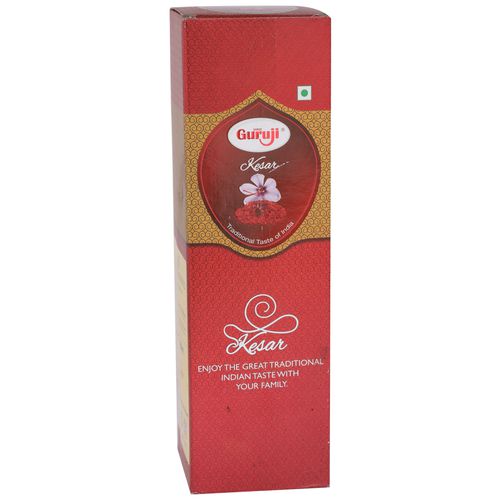 Guruji®
Kesar
Traditional Taste of India
Kesar
ENJOY THE GREAT TRADITIONAL
INDIAN TASTE WITH
YOUR FAMILY.